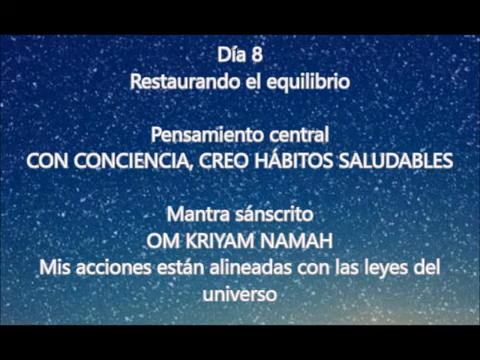 Día 8
Restaurando el equilibrio
Pensamiento central
CON CONCIENCIA, CREO HÁBITOS SALUDABLES
Mantra sánscrito
OM KRIYAM NAMAH
Mis acciones están alineadas con las leyes del
universo